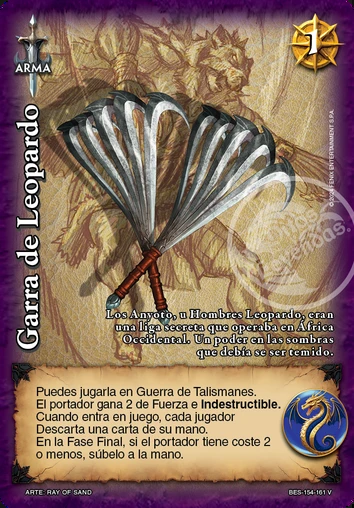 ARMA
1
Garra de Leopardo
Los Anyoto, u Hombres Leopardo, eran
una liga secreta que operaba en África
Occidental. Un poder en las sombras
que debía se ser temido.
Puedes jugarla en Guerra de Talismanes.
El portador gana 2 de Fuerza e Indestructible.
Cuando entra en juego, cada jugador
Descarta una carta de su mano.
En la Fase Final, si el portador tiene coste 2
o menos, súbelo a la mano.
ARTE: RAY OF SAND
BES-154-161 V